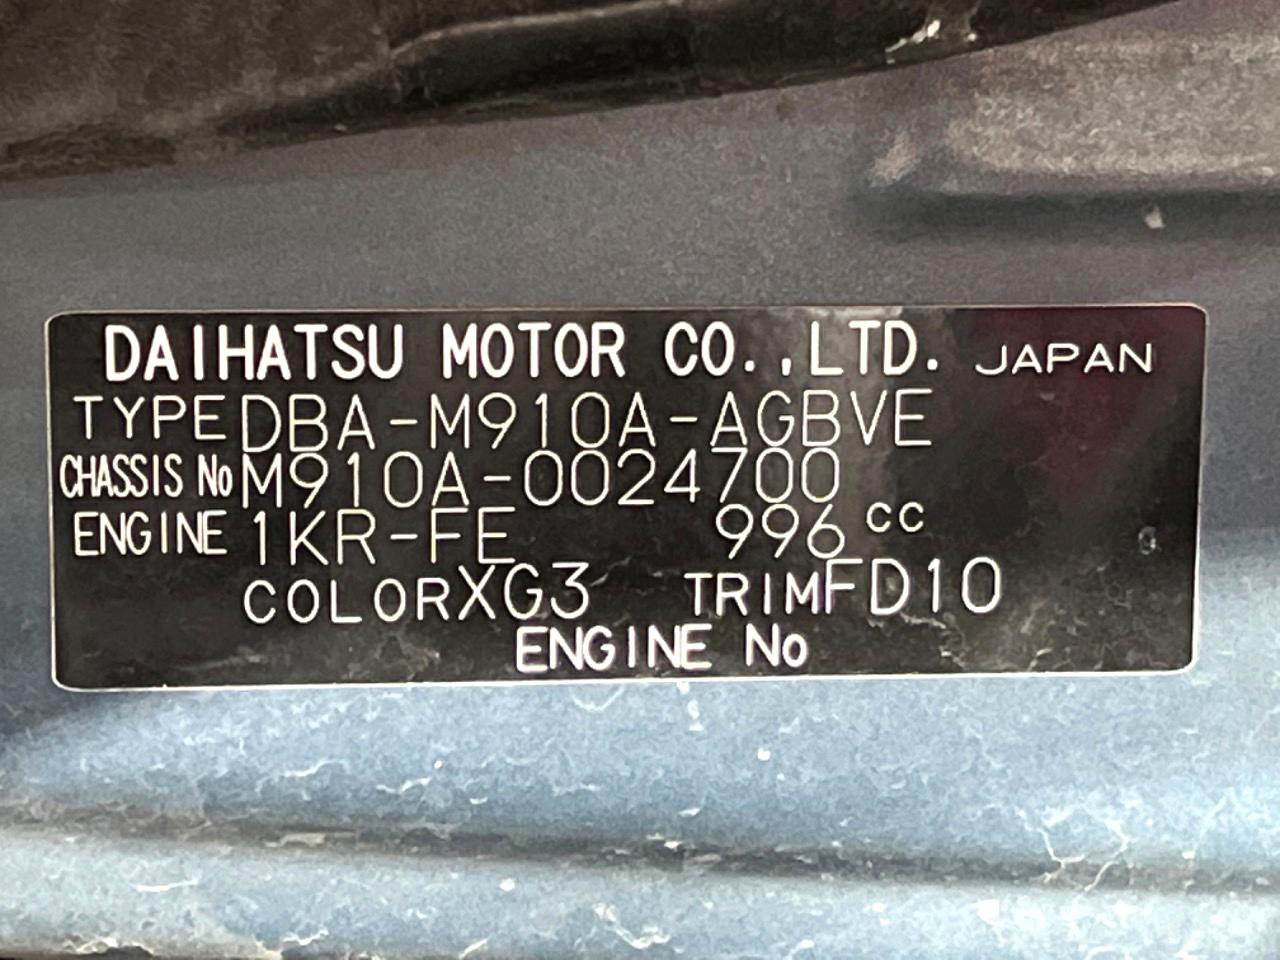 DAIHATSU MOTOR CO.,LTD. JAPAN
TYPE DBA-M910A-AGBVE
CHASSIS No M910A-0024700
ENGINE 1KR-FE 996 cc
COLOR XG3 TRIM FD10
ENGINE No